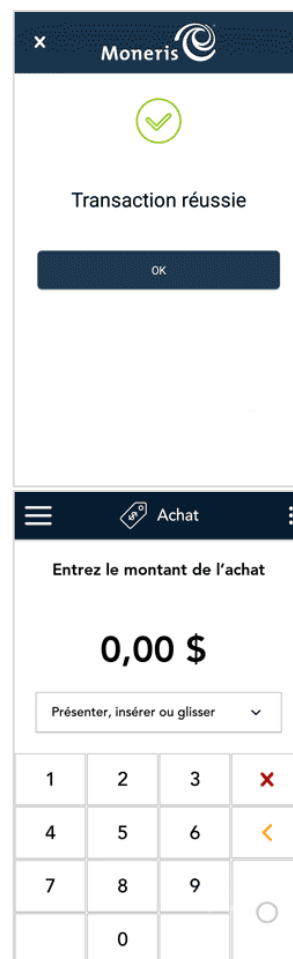 Moneris
Transaction réussie
OK
Achat
Entrez le montant de l'achat
0,00 $
Présenter, insérer ou glisser
1 2 3
4 5 6
7 8 9
0